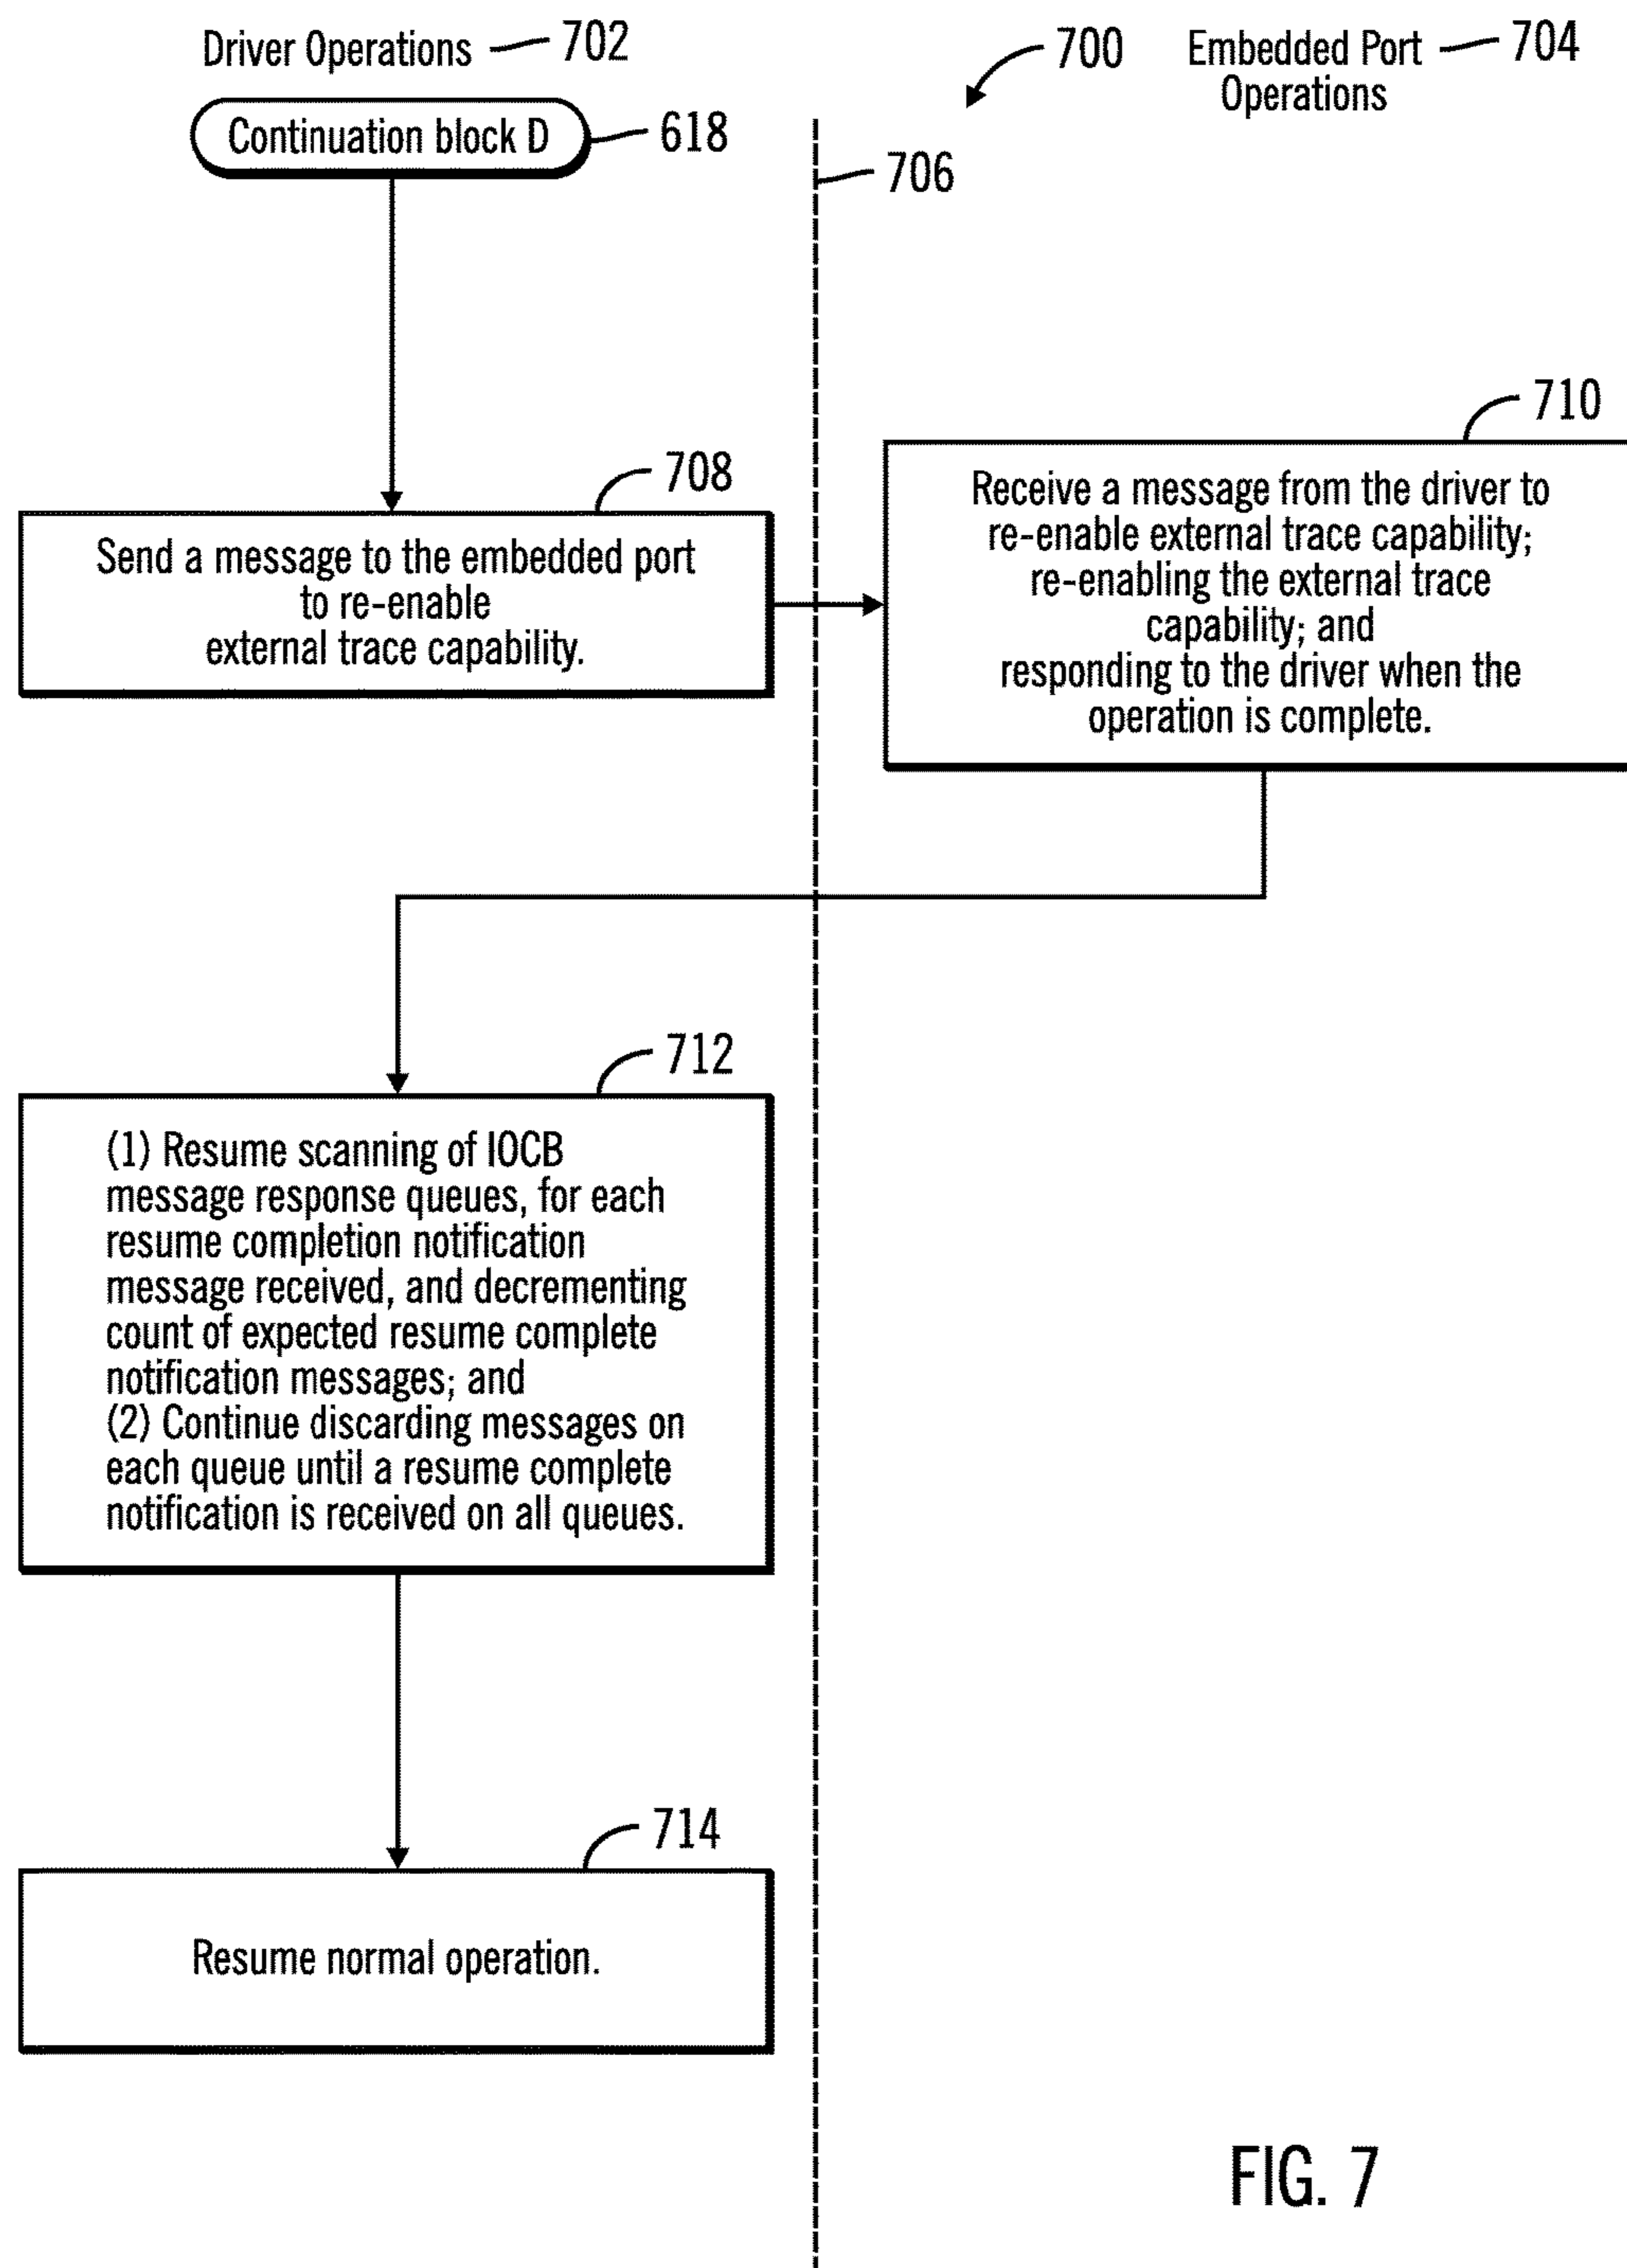 Driver Operations 702
700
Embedded Port 704
Operations
Continuation block D 618
706
708
Send a message to the embedded port
to re-enable
external trace capability.
710
Receive a message from the driver to
re-enable external trace capability;
re-enabling the external trace
capability; and
responding to the driver when the
operation is complete.
712
(1) Resume scanning of IOCB
message response queues, for each
resume completion notification
message received, and decrementing
count of expected resume complete
notification messages; and
(2) Continue discarding messages on
each queue until a resume complete
notification is received on all queues.
714
Resume normal operation.
FIG. 7